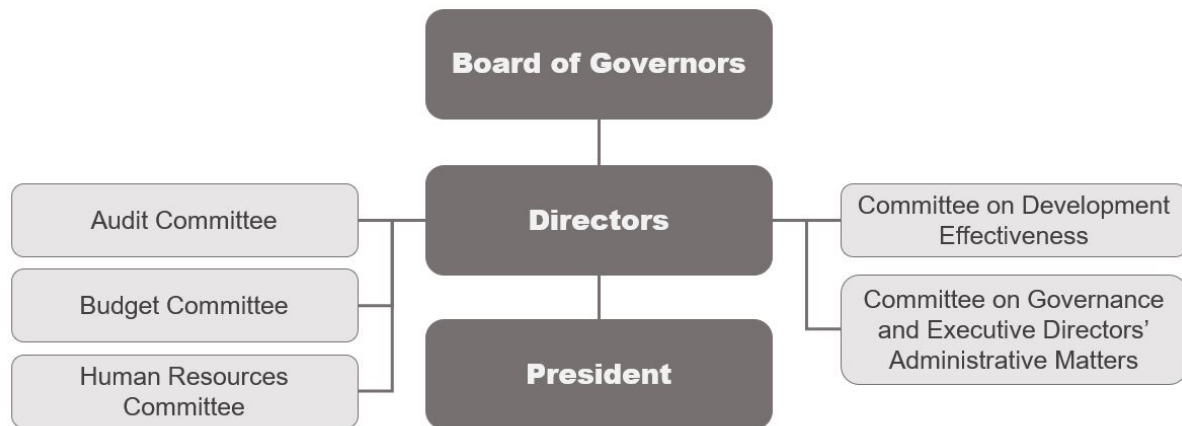 Board of Governors
Audit Committee
Budget Committee
Human Resources
Committee
Directors
President
Committee on Development
Effectiveness
Committee on Governance
and Executive Directors’
Administrative Matters